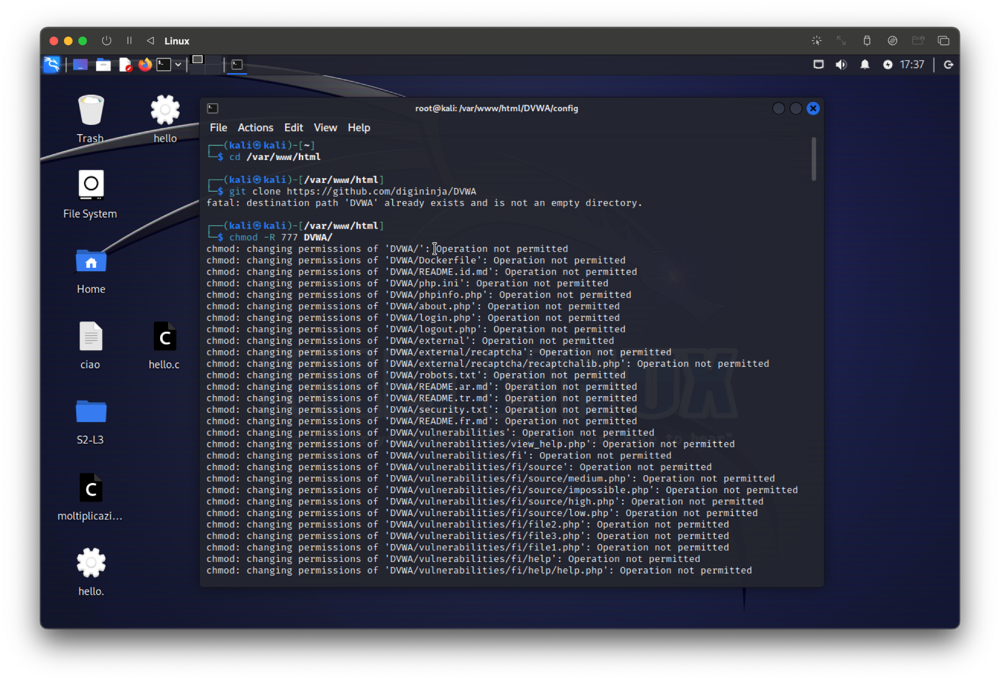 Linux
17:37
Trash
hello
File System
Home
ciao
hello.c
S2-L3
moltiplicazi...
hello.
root@kali: /var/www/html/DVWA/config
File Actions Edit View Help
┌──(kali㉿kali)-[~]
└─$ cd /var/www/html
┌──(kali㉿kali)-[/var/www/html]
└─$ git clone https://github.com/digininja/DVWA
fatal: destination path 'DVWA' already exists and is not an empty directory.
┌──(kali㉿kali)-[/var/www/html]
└─$ chmod -R 777 DVWA/
chmod: changing permissions of 'DVWA/': Operation not permitted
chmod: changing permissions of 'DVWA/Dockerfile': Operation not permitted
chmod: changing permissions of 'DVWA/README.id.md': Operation not permitted
chmod: changing permissions of 'DVWA/php.ini': Operation not permitted
chmod: changing permissions of 'DVWA/phpinfo.php': Operation not permitted
chmod: changing permissions of 'DVWA/about.php': Operation not permitted
chmod: changing permissions of 'DVWA/login.php': Operation not permitted
chmod: changing permissions of 'DVWA/logout.php': Operation not permitted
chmod: changing permissions of 'DVWA/external': Operation not permitted
chmod: changing permissions of 'DVWA/external/recaptcha': Operation not permitted
chmod: changing permissions of 'DVWA/external/recaptcha/recaptchalib.php': Operation not permitted
chmod: changing permissions of 'DVWA/robots.txt': Operation not permitted
chmod: changing permissions of 'DVWA/README.ar.md': Operation not permitted
chmod: changing permissions of 'DVWA/README.tr.md': Operation not permitted
chmod: changing permissions of 'DVWA/security.txt': Operation not permitted
chmod: changing permissions of 'DVWA/README.fr.md': Operation not permitted
chmod: changing permissions of 'DVWA/vulnerabilities': Operation not permitted
chmod: changing permissions of 'DVWA/vulnerabilities/view_help.php': Operation not permitted
chmod: changing permissions of 'DVWA/vulnerabilities/fi': Operation not permitted
chmod: changing permissions of 'DVWA/vulnerabilities/fi/source': Operation not permitted
chmod: changing permissions of 'DVWA/vulnerabilities/fi/source/medium.php': Operation not permitted
chmod: changing permissions of 'DVWA/vulnerabilities/fi/source/impossible.php': Operation not permitted
chmod: changing permissions of 'DVWA/vulnerabilities/fi/source/high.php': Operation not permitted
chmod: changing permissions of 'DVWA/vulnerabilities/fi/source/low.php': Operation not permitted
chmod: changing permissions of 'DVWA/vulnerabilities/fi/file2.php': Operation not permitted
chmod: changing permissions of 'DVWA/vulnerabilities/fi/file3.php': Operation not permitted
chmod: changing permissions of 'DVWA/vulnerabilities/fi/file1.php': Operation not permitted
chmod: changing permissions of 'DVWA/vulnerabilities/fi/help': Operation not permitted
chmod: changing permissions of 'DVWA/vulnerabilities/fi/help/help.php': Operation not permitted